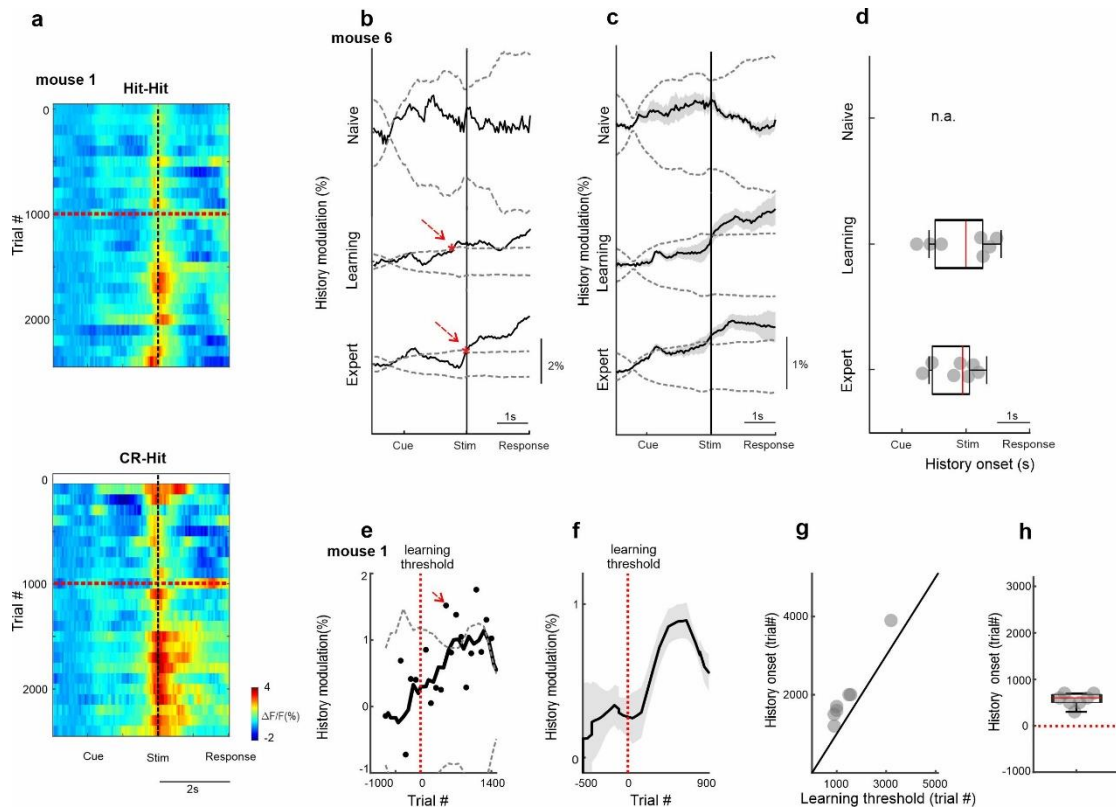 a
mouse 1
Hit-Hit
0
1000
2000
Trial #
CR-Hit
0
1000
2000
Trial #
4
ΔF/F(%)
-2
Cue
Stim
Response
2s
b
mouse 6
Naive
Learning
Expert
History modulation (%)
2%
1s
Cue
Stim
Response
c
Naive
Learning
Expert
History modulation(%)
1%
1s
Cue
Stim
Response
d
n.a.
Naive
Learning
Expert
1s
Cue
Stim
Response
History onset (s)
e
mouse 1
learning
threshold
2
1
0
-1
History modulation(%)
-1000
0
1400
Trial #
f
learning
threshold
1
0
History modulation(%)
-500
0
900
Trial #
g
4000
2000
History onset (trial#)
1000
3000
5000
Learning threshold (trial #)
h
3000
2000
1000
0
-1000
History onset (trial#)